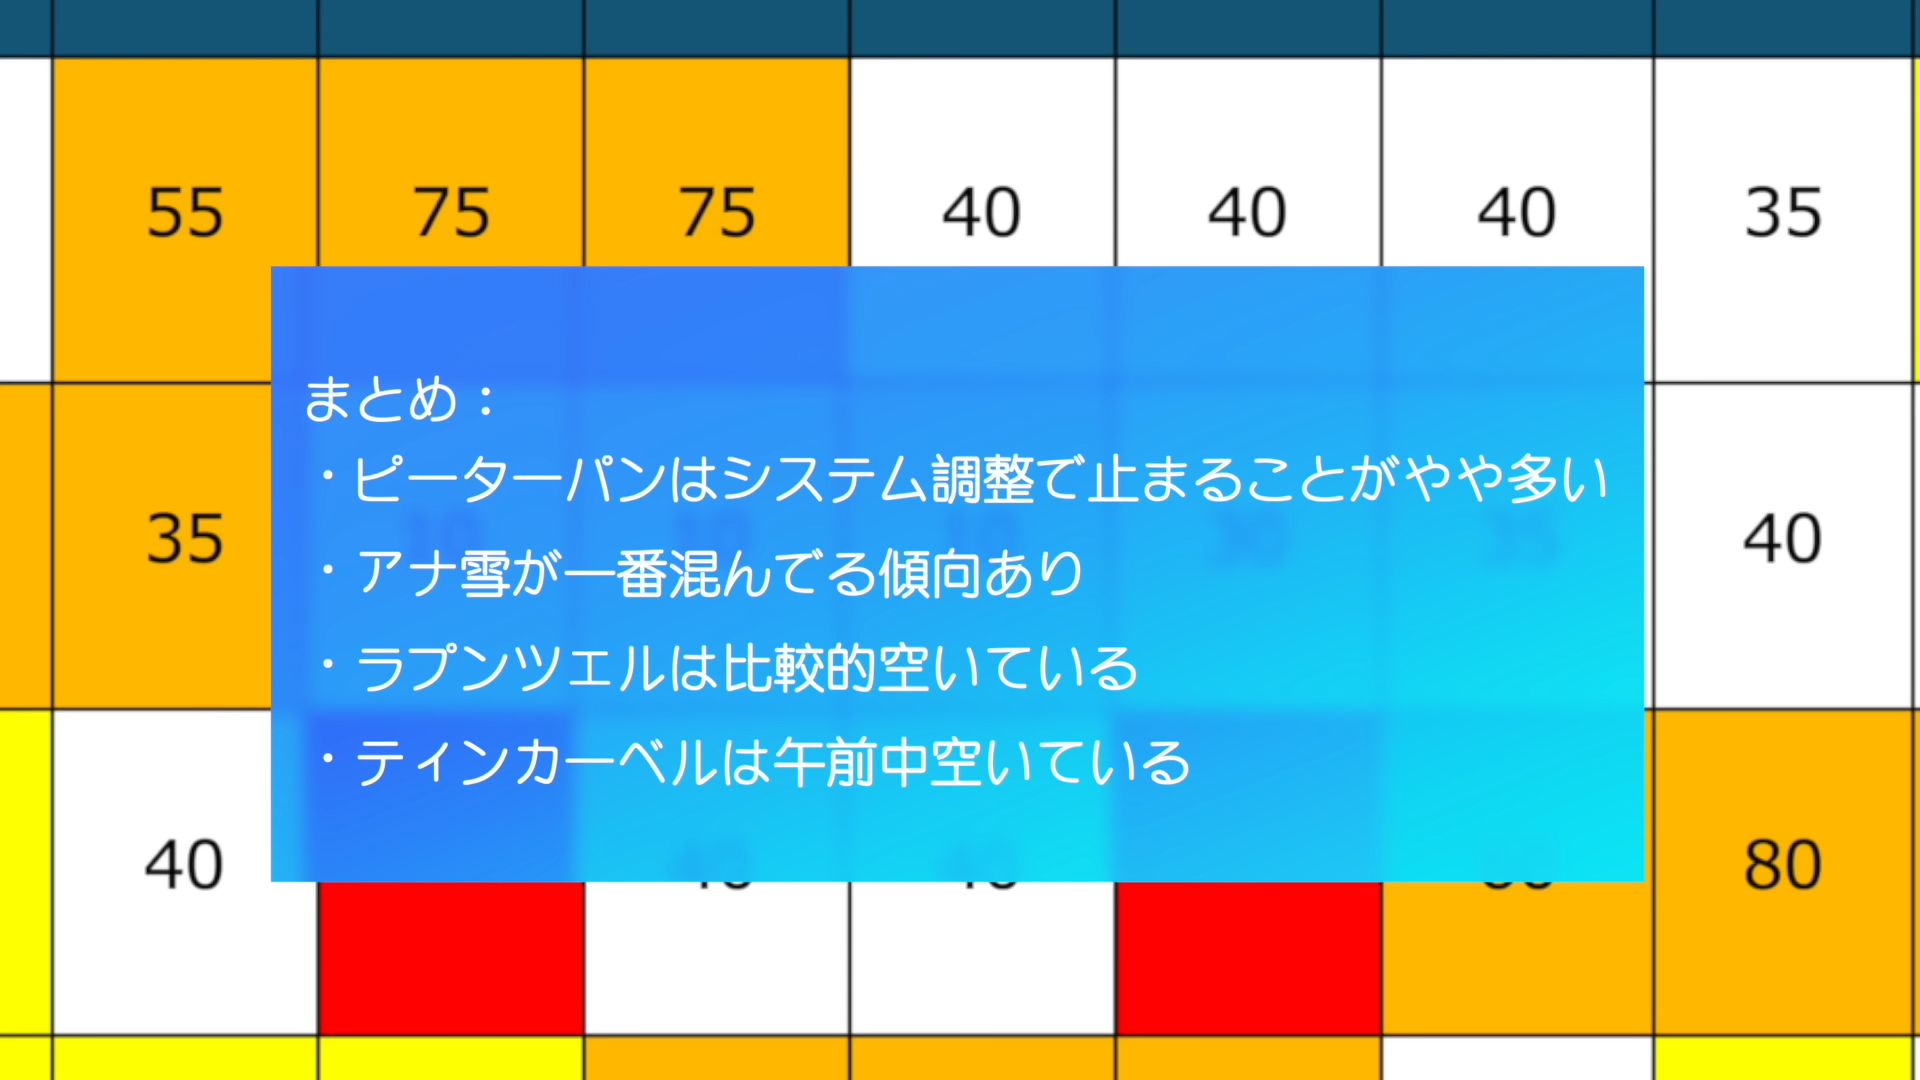 55 75 75 40 40 40 35
まとめ：
・ピーターパンはシステム調整で止まることがやや多い
35 40
・アナ雪が一番混んでる傾向あり
・ラプンツェルは比較的空いている
・ティンカーベルは午前中空いている
40 80